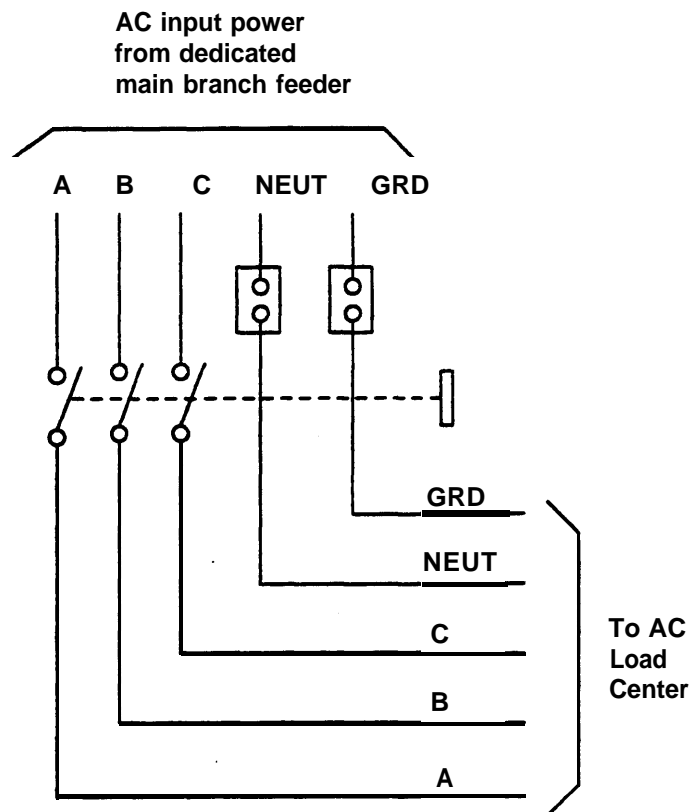 AC input power
from dedicated
main branch feeder
A B C NEUT GRD
GRD
NEUT
C
B
A
To AC
Load
Center